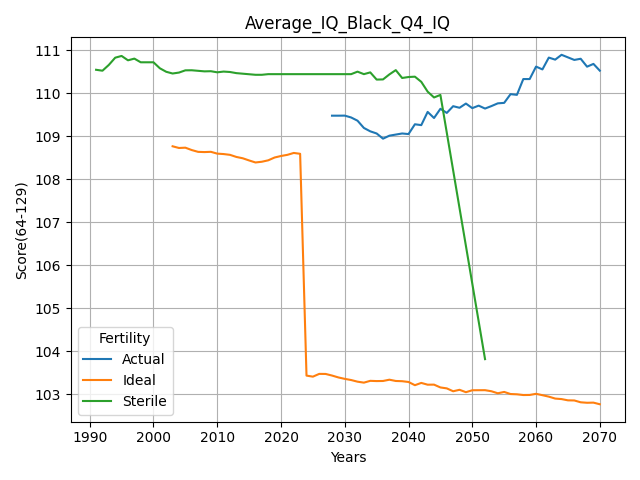 Average_IQ_Black_Q4_IQ
Score(64-129)
111
110
109
108
107
106
105
104
103
Fertility
Actual
Ideal
Sterile
1990 2000 2010 2020 2030 2040 2050 2060 2070
Years